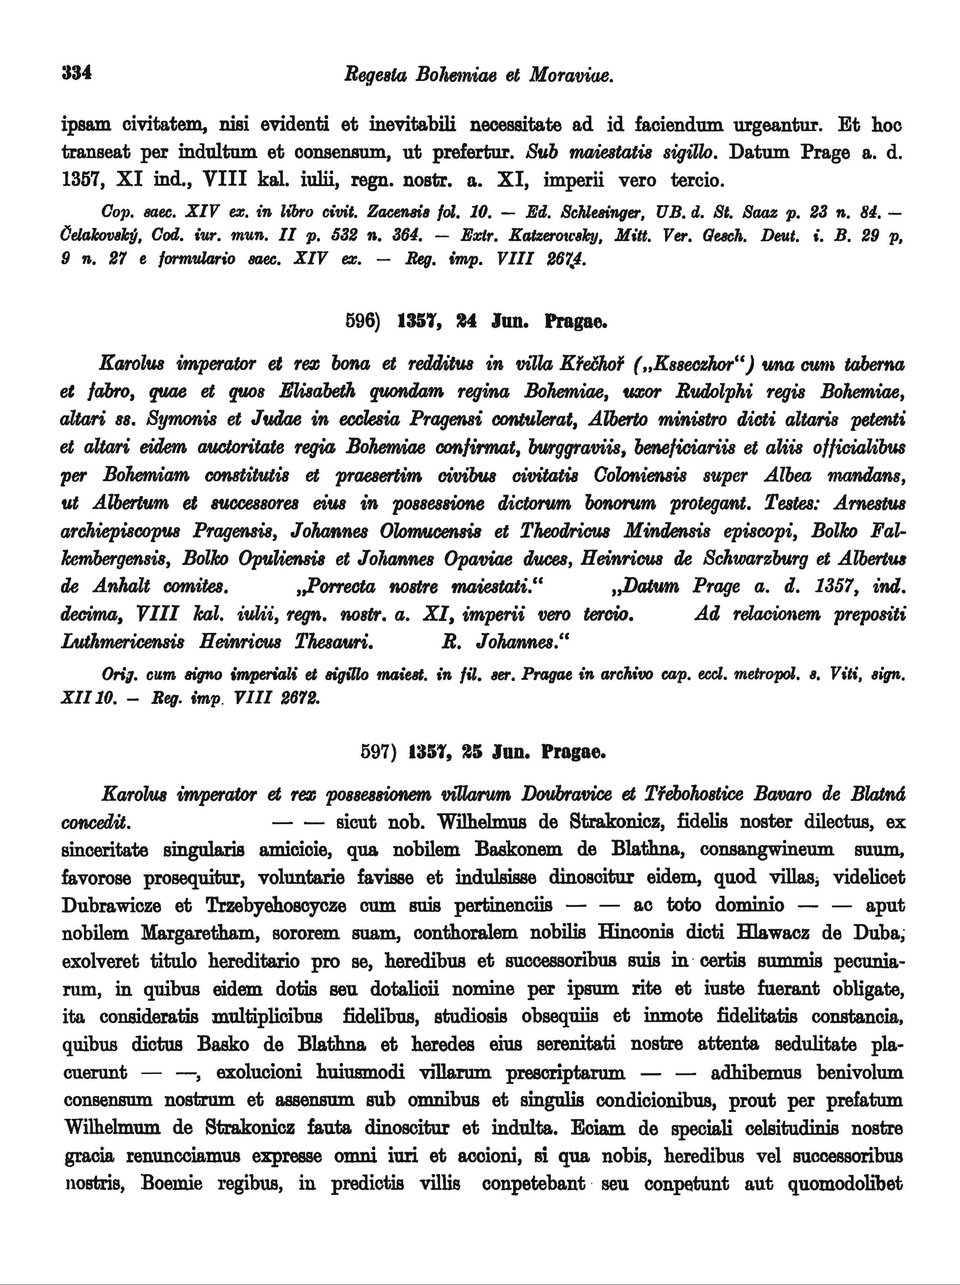 334 Regesta Bohemiae et Moraviae.
ipsam civitatem, nisi evidenti et inevitabili necessitate ad id faciendum urgeantur. Et hoc
transeat per indultum et consensum, ut prefertur. Sub maiestatis sigillo. Datum Prage a. d.
1357, XI ind., VIII kal. iulii, regn. nostr. a. XI, imperii vero tercio.
Cop. saec. XIV ex. in libro civit. Zacensis fol. 10. — Ed. Schlesinger, UB. d. St. Saaz p. 23 n. 84. —
Čelakovský, Cod. iur. mun. II p. 532 n. 364. — Extr. Katzerowsky, Mitt. Ver. Gesch. Deut. i. B. 29 p,
9 n. 27 e formulario saec. XIV ex. — Reg. imp. VIII 2674.
596) 1357, 24 Jun. Pragae.
Karolus imperator et rex bona et redditus in villa Křečhoř („Ksseczhor“) una cum taberna
et fabro, quae et quos Elisabeth quondam regina Bohemiae, uxor Rudolphi regis Bohemiae,
altari ss. Symonis et Judae in ecclesia Pragensi contulerat, Alberto ministro dicti altaris petenti
et altari eidem auctoritate regia Bohemiae confirmat, burggraviis, beneficiariis et aliis officialibus
per Bohemiam constitutis et praesertim civibus civitatis Coloniensis super Albea mandans,
ut Albertum et successores eius in possessione dictorum bonorum protegant. Testes: Arnestus
archiepiscopus Pragensis, Johannes Olomucensis et Theodricus Mindensis episcopi, Bolko Fal-
kembergensis, Bolko Opuliensis et Johannes Opaviae duces, Heinricus de Schwarzburg et Albertus
de Anhalt comites. „Porrecta nostre maiestati.“ „Datum Prage a. d. 1357, ind.
decima, VIII kal. iulii, regn. nostr. a. XI, imperii vero tercio. Ad relacionem prepositi
Luthmericensis Heinricus Thesauri. R. Johannes.“
Orig. cum signo imperiali et sigillo maiest. in fil. ser. Pragae in archivo cap. eccl. metropol. s. Viti, sign.
XII 10. — Reg. imp. VIII 2672.
597) 1357, 25 Jun. Pragae.
Karolus imperator et rex possessionem villarum Doubravice et Třebohostice Bavaro de Blatná
concedit. — — sicut nob. Wilhelmus de Strakonicz, fidelis noster dilectus, ex
sinceritate singularis amicicie, qua nobilem Baskonem de Blathna, consangwineum suum,
favorose prosequitur, voluntarie favisse et indulsisse dinoscitur eidem, quod villas, videlicet
Dubrawicze et Trzebyehoscycze cum suis pertinenciis — — ac toto dominio — — aput
nobilem Margaretham, sororem suam, conthoralem nobilis Hinconis dicti Hlawacz de Duba,
exolveret titulo hereditario pro se, heredibus et successoribus suis in certis summis pecunia-
rum, in quibus eidem dotis seu dotalicii nomine per ipsum rite et iuste fuerant obligate,
ita consideratis multiplicibus fidelibus, studiosis obsequiis et inmote fidelitatis constancia,
quibus dictus Basko de Blathna et heredes eius serenitati nostre attenta sedulitate pla-
cuerunt — —, exolucioni huiusmodi villarum prescriptarum — — adhibemus benivolum
consensum nostrum et assensum sub omnibus et singulis condicionibus, prout per prefatum
Wilhelmum de Strakonicz fauta dinoscitur et indulta. Eciam de speciali celsitudinis nostre
gracia renuncciamus expresse omni iuri et accioni, si qua nobis, heredibus vel successoribus
nostris, Boemie regibus, in predictis villis conpetebant seu conpetunt aut quomodolibet